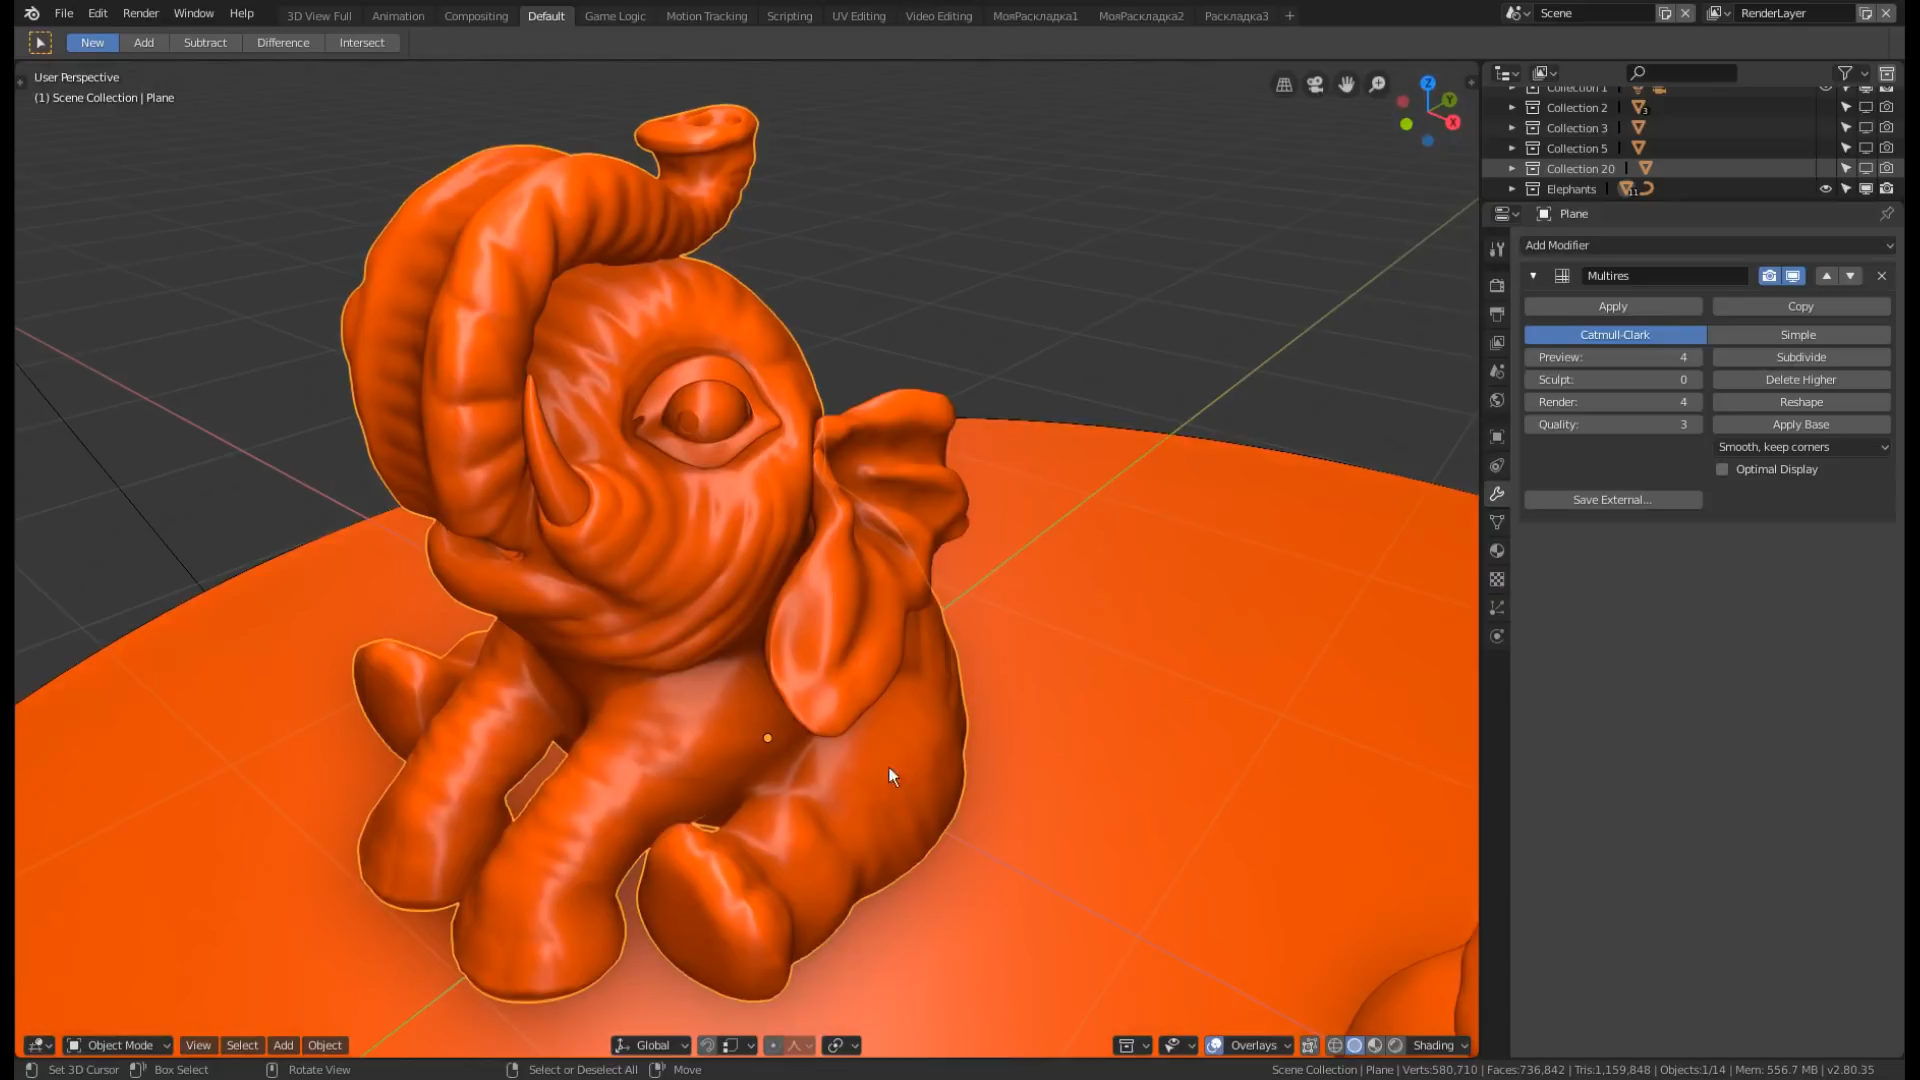 File Edit Render Window Help 3D View Full Animation Compositing Default Game Logic Motion Tracking Scripting UV Editing Video Editing МояРаскладка1 МояРаскладка2 Раскладка3 + Scene RenderLayer
New Add Subtract Difference Intersect
User Perspective
(1) Scene Collection | Plane
Z
Y
X
Collection 1
Collection 2 3
Collection 3
Collection 5
Collection 20
Elephants 11
Plane
Add Modifier
Multires
Apply Copy
Catmull-Clark Simple
Preview: 4 Subdivide
Sculpt: 0 Delete Higher
Render: 4 Reshape
Quality: 3 Apply Base
Smooth, keep corners
Optimal Display
Save External...
Object Mode View Select Add Object Global Overlays Shading
Set 3D Cursor Box Select Rotate View Select or Deselect All Move Scene Collection | Plane | Verts:580,710 | Faces:736,842 | Tris:1,159,848 | Objects:1/14 | Mem: 556.7 MB | v2.80.35